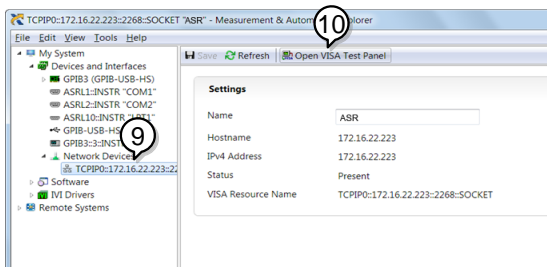 TCPIP0::172.16.22.223::2268::SOCKET "ASR" - Measurement & Autom plorer
10
File Edit View Tools Help
Save Refresh Open VISA Test Panel
My System
Devices and Interfaces
GPIB3 (GPIB-USB-HS)
ASRL1::INSTR "COM1"
ASRL2::INSTR "COM2"
ASRL10::INSTR "LPT1"
GPIB-USB-HS
GPIB3::3::INST
9
Network Devices
TCPIP0::172.16.22.223::22
Software
IVI Drivers
Remote Systems
Settings
Name ASR
Hostname 172.16.22.223
IPv4 Address 172.16.22.223
Status Present
VISA Resource Name TCPIP0::172.16.22.223::2268::SOCKET